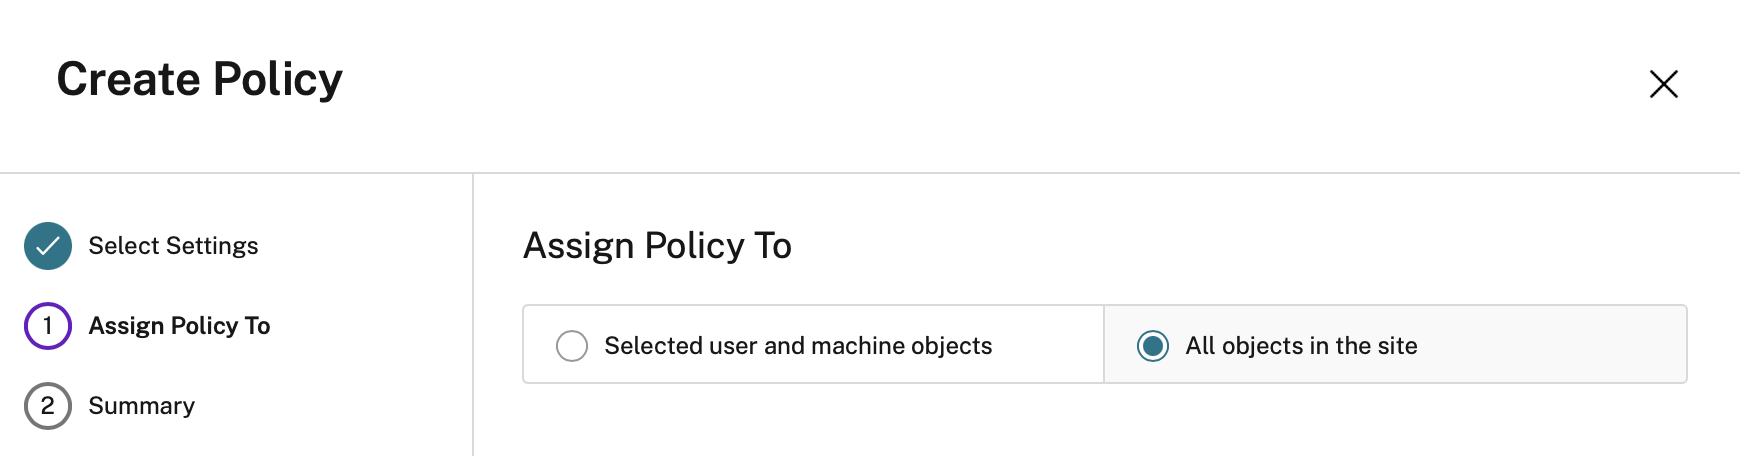 Create Policy
Select Settings
1 Assign Policy To
2 Summary
Assign Policy To
Selected user and machine objects
All objects in the site